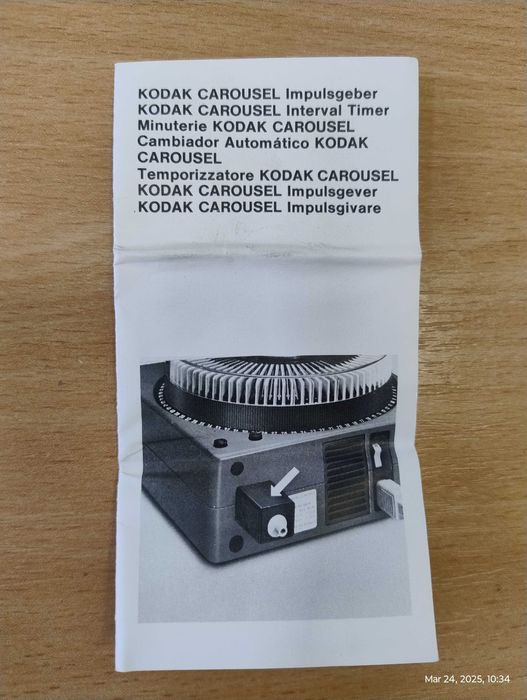 KODAK CAROUSEL Impulsgeber
KODAK CAROUSEL Interval Timer
Minuterie KODAK CAROUSEL
Cambiador Automático KODAK
CAROUSEL
Temporizzatore KODAK CAROUSEL
KODAK CAROUSEL Impulsgever
KODAK CAROUSEL Impulsgivare
Mar 24, 2025, 10:34